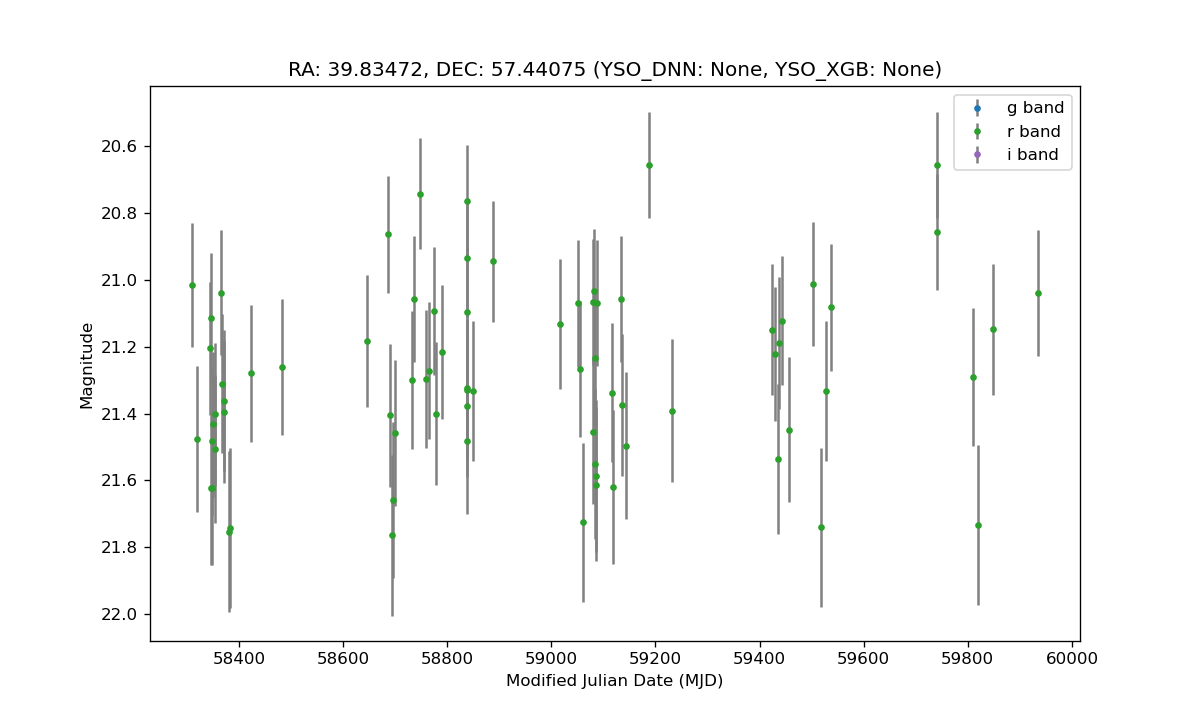 RA: 39.83472, DEC: 57.44075 (YSO_DNN: None, YSO_XGB: None)
g band
r band
i band
20.6
20.8
21.0
21.2
21.4
21.6
21.8
22.0
Magnitude
58400 58600 58800 59000 59200 59400 59600 59800 60000
Modified Julian Date (MJD)